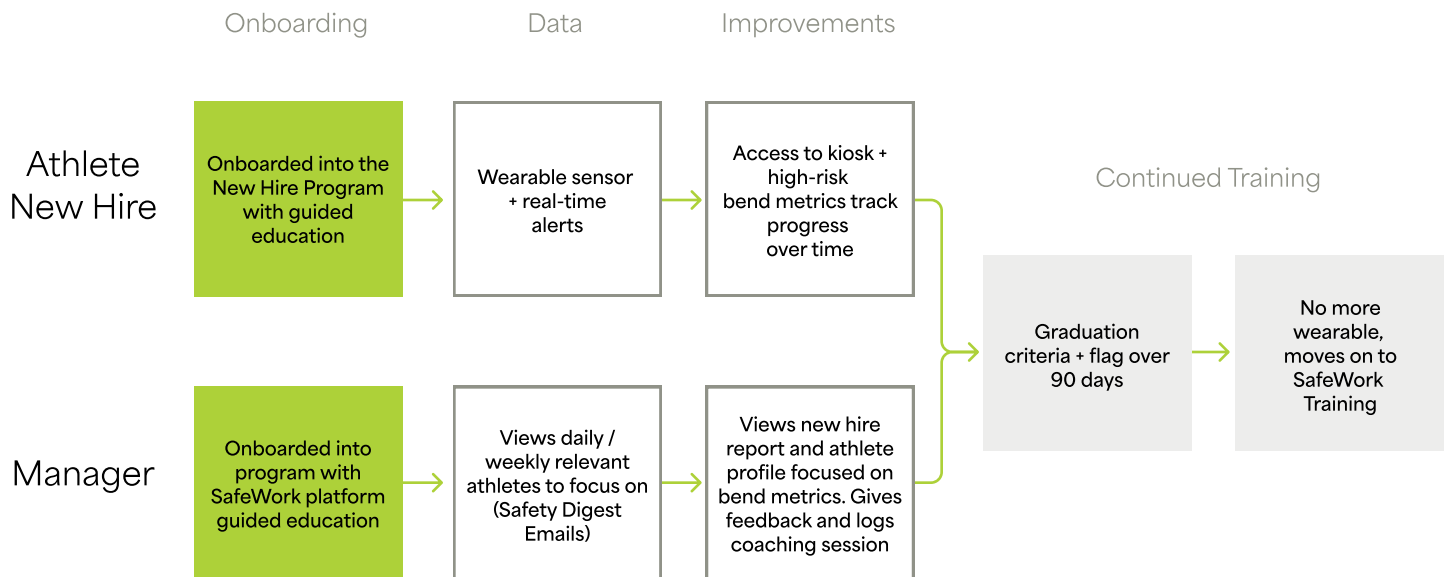 Onboarding
Data
Improvements
Athlete
New Hire
Onboarded into the
New Hire Program
with guided
education
Wearable sensor
+ real-time
alerts
Access to kiosk +
high-risk
bend metrics track
progress
over time
Continued Training
Graduation
criteria + flag over
90 days
No more
wearable,
moves on to
SafeWork
Training
Manager
Onboarded into
program with
SafeWork platform
guided education
Views daily /
weekly relevant
athletes to focus on
(Safety Digest
Emails)
Views new hire
report and athlete
profile focused on
bend metrics. Gives
feedback and logs
coaching session